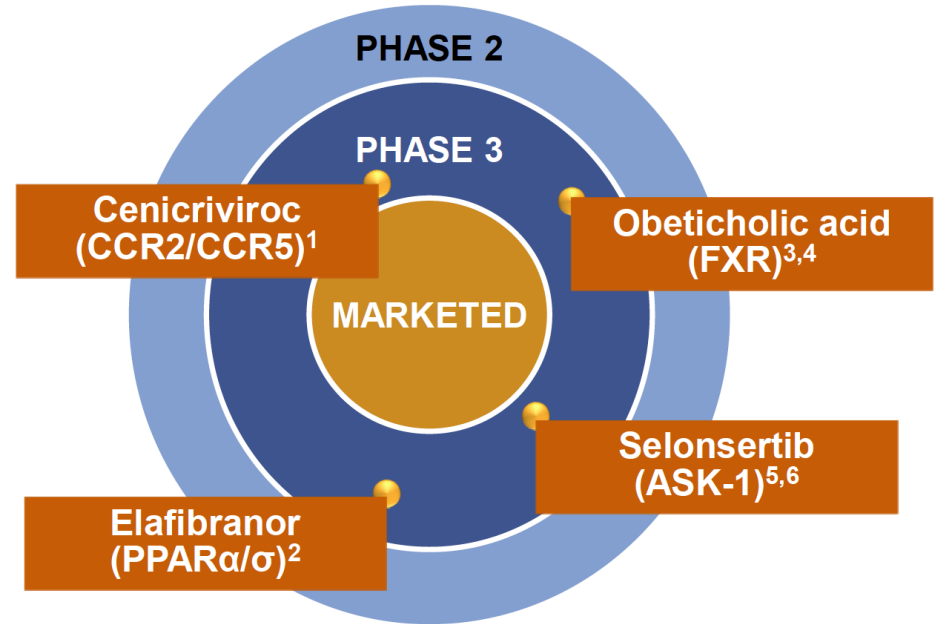 PHASE 2
PHASE 3
Cenicriviroc
(CCR2/CCR5)¹
Obeticholic acid
(FXR)³,⁴
MARKETED
Selonsertib
(ASK-1)⁵,⁶
Elafibranor
(PPARα/σ)²